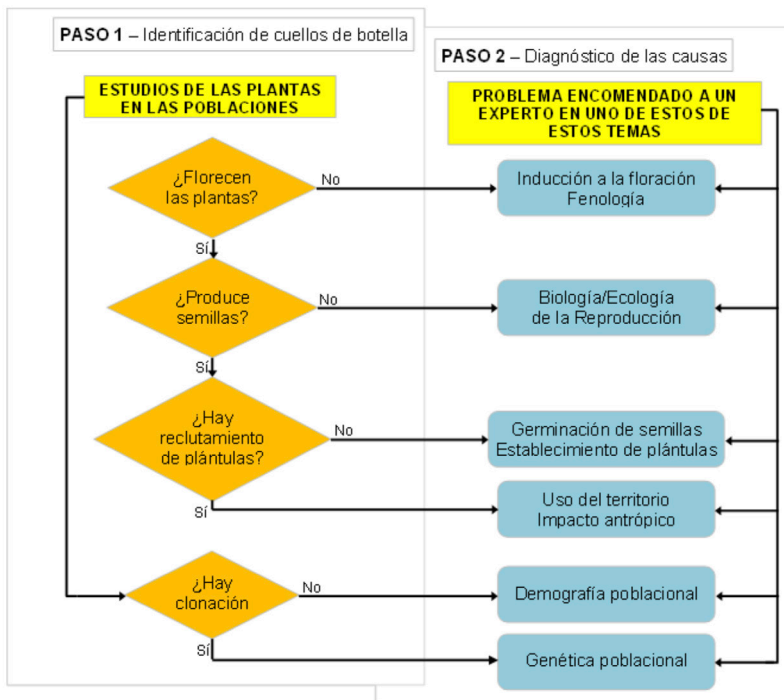 PASO 1 – Identificación de cuellos de botella
ESTUDIOS DE LAS PLANTAS
EN LAS POBLACIONES
¿Florecen
las plantas?
No
Sí
¿Produce
semillas?
No
Sí
¿Hay
reclutamiento
de plántulas?
No
Sí
¿Hay
clonación
No
Sí
PASO 2 – Diagnóstico de las causas
PROBLEMA ENCOMENDADO A UN
EXPERTO EN UNO DE ESTOS DE
ESTOS TEMAS
Inducción a la floración
Fenología
Biología/Ecología
de la Reproducción
Germinación de semillas
Establecimiento de plántulas
Uso del territorio
Impacto antrópico
Demografía poblacional
Genética poblacional